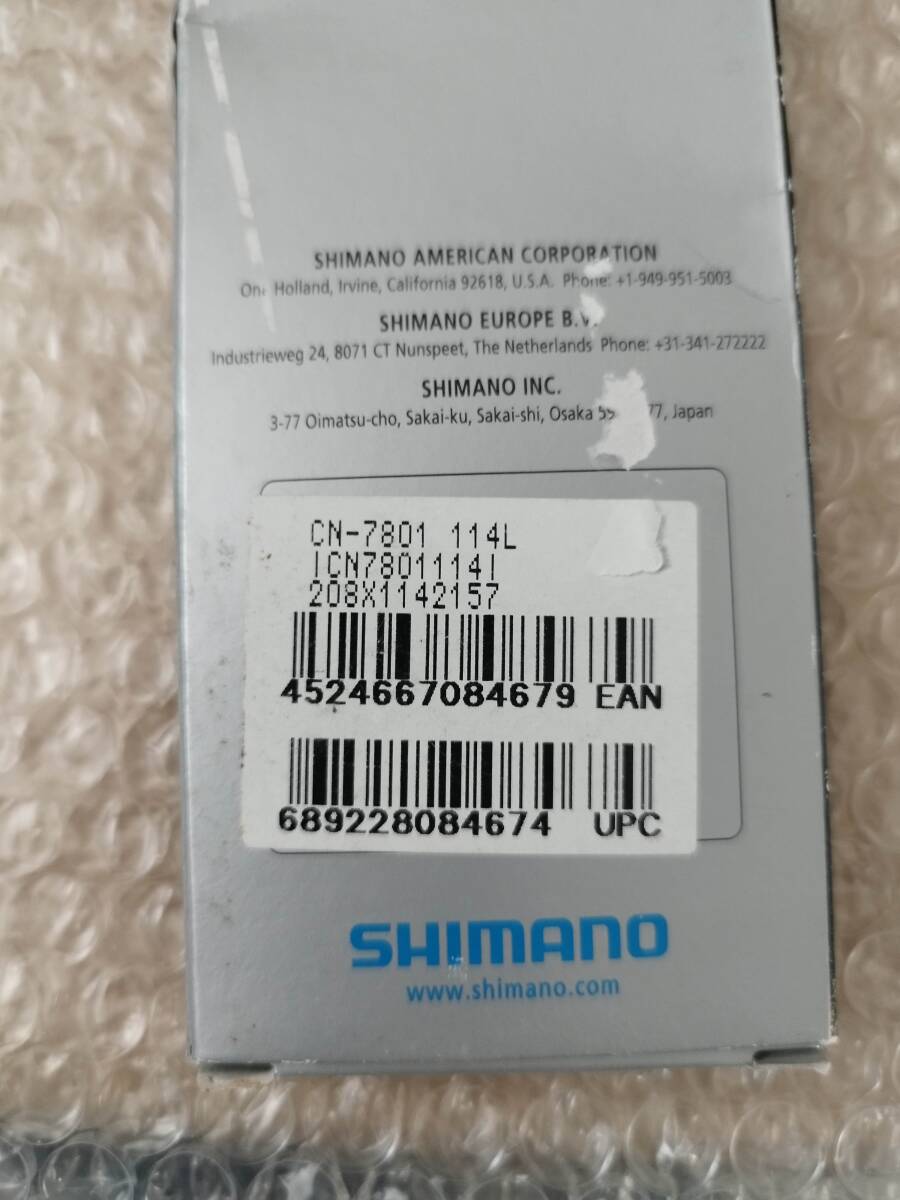 SHIMANO AMERICAN CORPORATION
Holland, Irvine, California 92618, U.S.A. Phone: +1-949-951-5003
SHIMANO EUROPE B.V.
Industrieweg 24, 8071 CT Nunspeet, The Netherlands Phone: +31-341-272222
SHIMANO INC.
3-77 Oimatsu-cho, Sakai-ku, Sakai-shi, Osaka Japan
CN-7801 114L
ICN7801114I
208X1142157
4524667084679 EAN
689228084674 UPC
SHIMANO
www.shimano.com